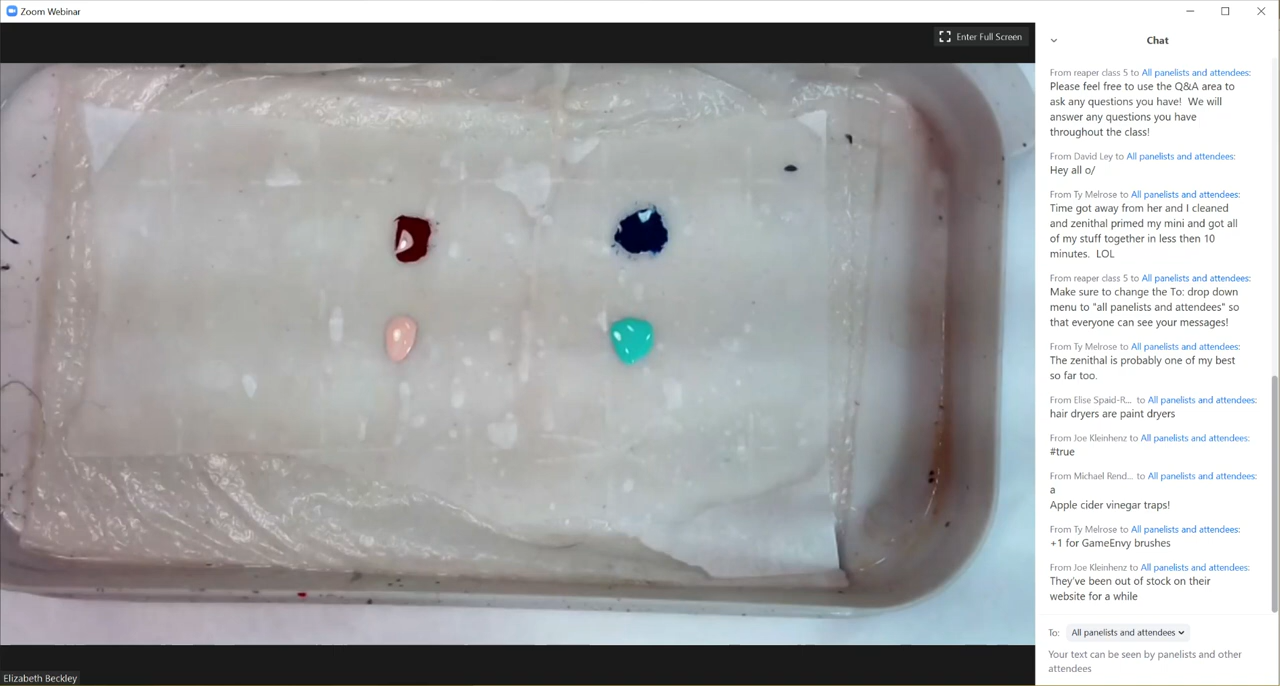 Zoom Webinar
Enter Full Screen
Chat
From reaper class 5 to All panelists and attendees:
Please feel free to use the Q&A area to
ask any questions you have!  We will
answer any questions you have
throughout the class!
From David Ley to All panelists and attendees:
Hey all o/
From Ty Melrose to All panelists and attendees:
Time got away from her and I cleaned
and zenithal primed my mini and got all
of my stuff together in less then 10
minutes.  LOL
From reaper class 5 to All panelists and attendees:
Make sure to change the To: drop down
menu to "all panelists and attendees" so
that everyone can see your messages!
From Ty Melrose to All panelists and attendees:
The zenithal is probably one of my best
so far too.
From Elise Spaid-R... to All panelists and attendees:
hair dryers are paint dryers
From Joe Kleinhenz to All panelists and attendees:
#true
From Michael Rend... to All panelists and attendees:
a
Apple cider vinegar traps!
From Ty Melrose to All panelists and attendees:
+1 for GameEnvy brushes
From Joe Kleinhenz to All panelists and attendees:
They've been out of stock on their
website for a while
To: All panelists and attendees
Your text can be seen by panelists and other
attendees
Elizabeth Beckley